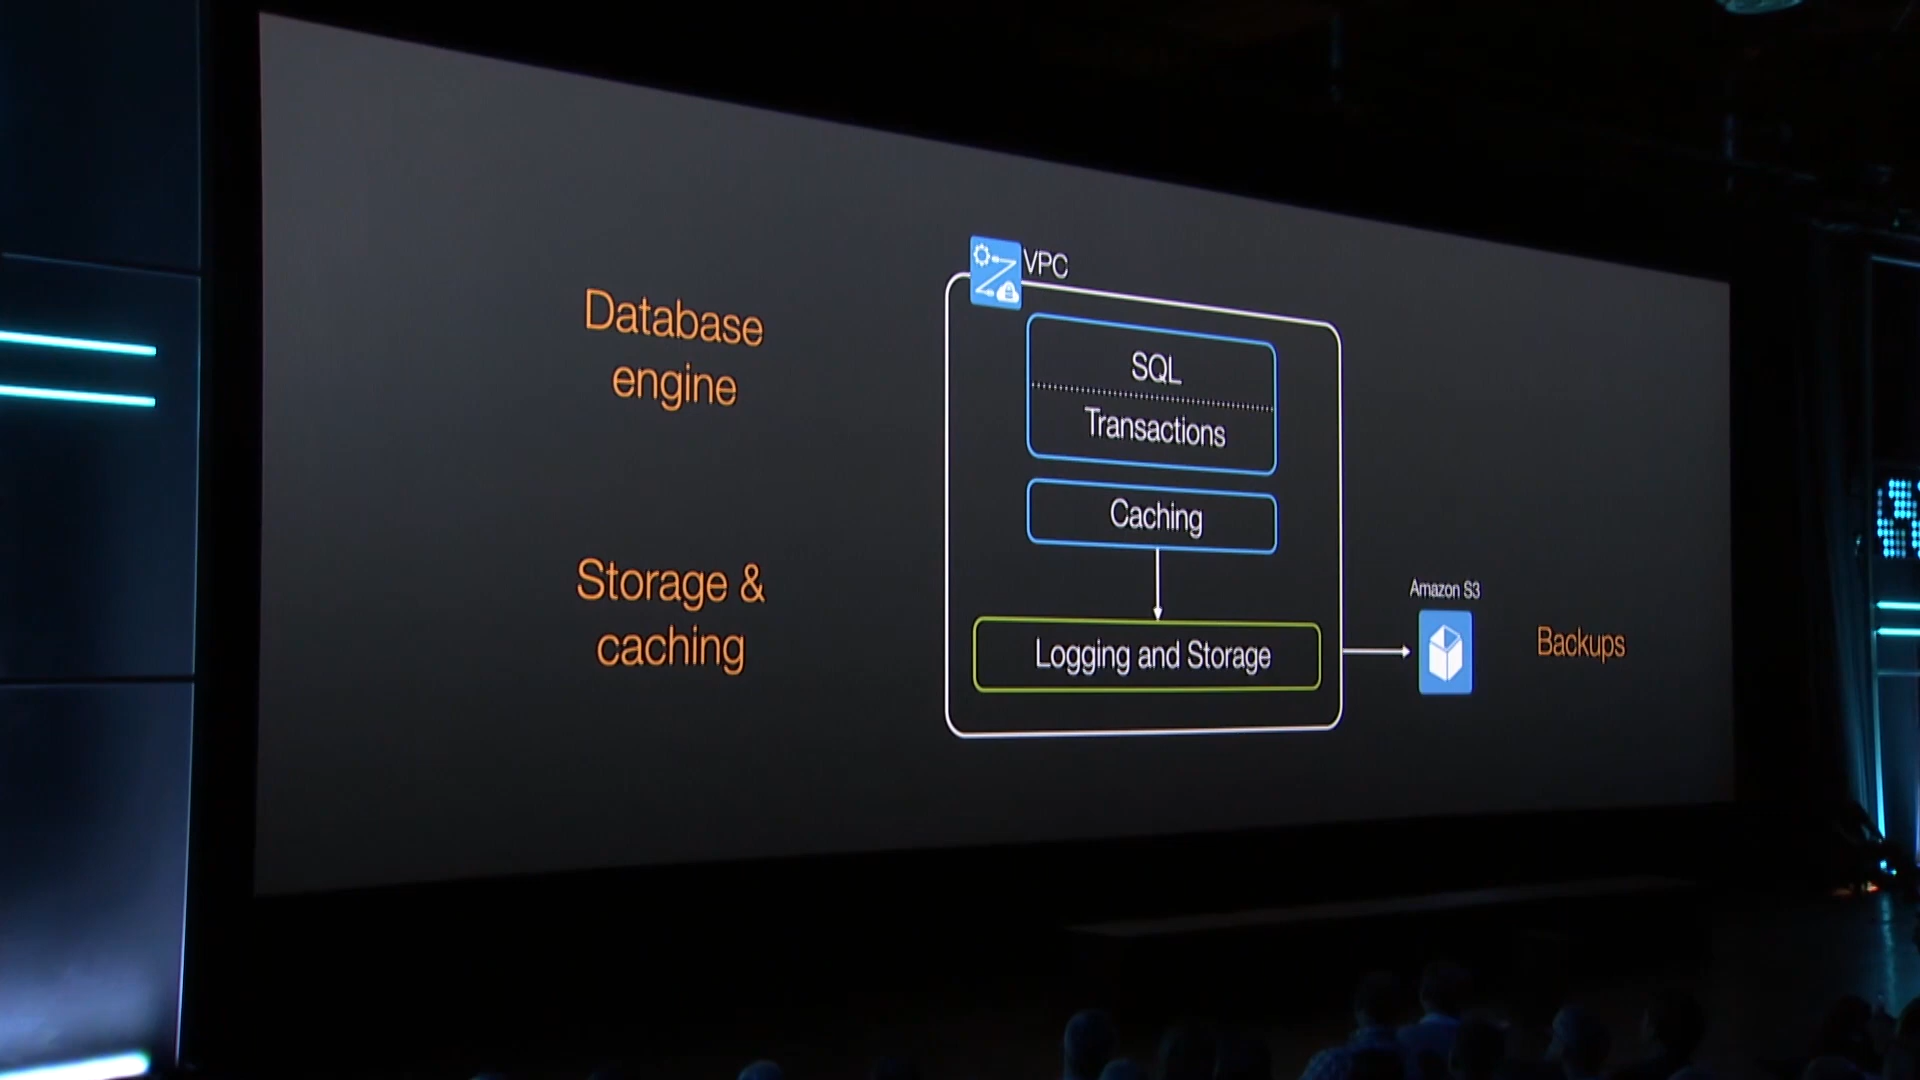 Database
engine
Storage &
caching
VPC
SQL
Transactions
Caching
Logging and Storage
Amazon S3
Backups